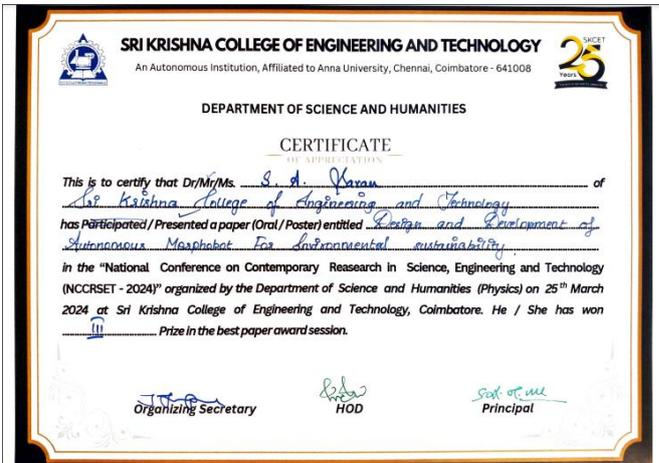 SRI KRISHNA COLLEGE OF ENGINEERING AND TECHNOLOGY
An Autonomous Institution, Affiliated to Anna University, Chennai, Coimbatore - 641008
SKCET
25
Years
DEPARTMENT OF SCIENCE AND HUMANITIES
CERTIFICATE
OF APPRECIATION
This is to certify that Dr/Mr/Ms. S. A. Karan of
Sri Krishna College of Engineering and Technology
has Participated / Presented a paper (Oral / Poster) entitled Design and Development of
Autonomous Morphobot For Environmental sustainability
in the “National Conference on Contemporary Reasearch in Science, Engineering and Technology
(NCCRSET - 2024)” organized by the Department of Science and Humanities (Physics) on 25th March
2024 at Sri Krishna College of Engineering and Technology, Coimbatore. He / She has won
III Prize in the best paper award session.
Organizing Secretary HOD Principal